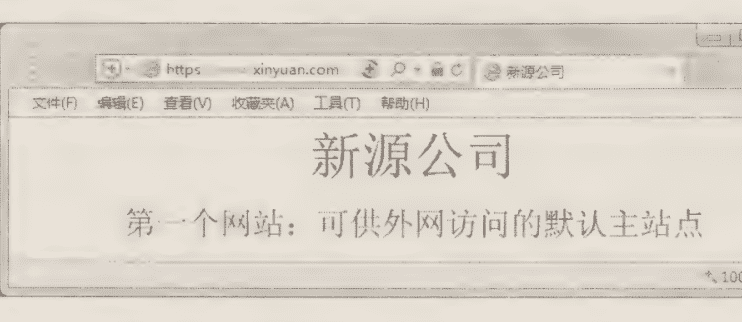 https xinyuan.com 新源公司
文件(F) 编辑(E) 查看(V) 收藏夹(A) 工具(T) 帮助(H)
新源公司
第一个网站：可供外网访问的默认主站点
100